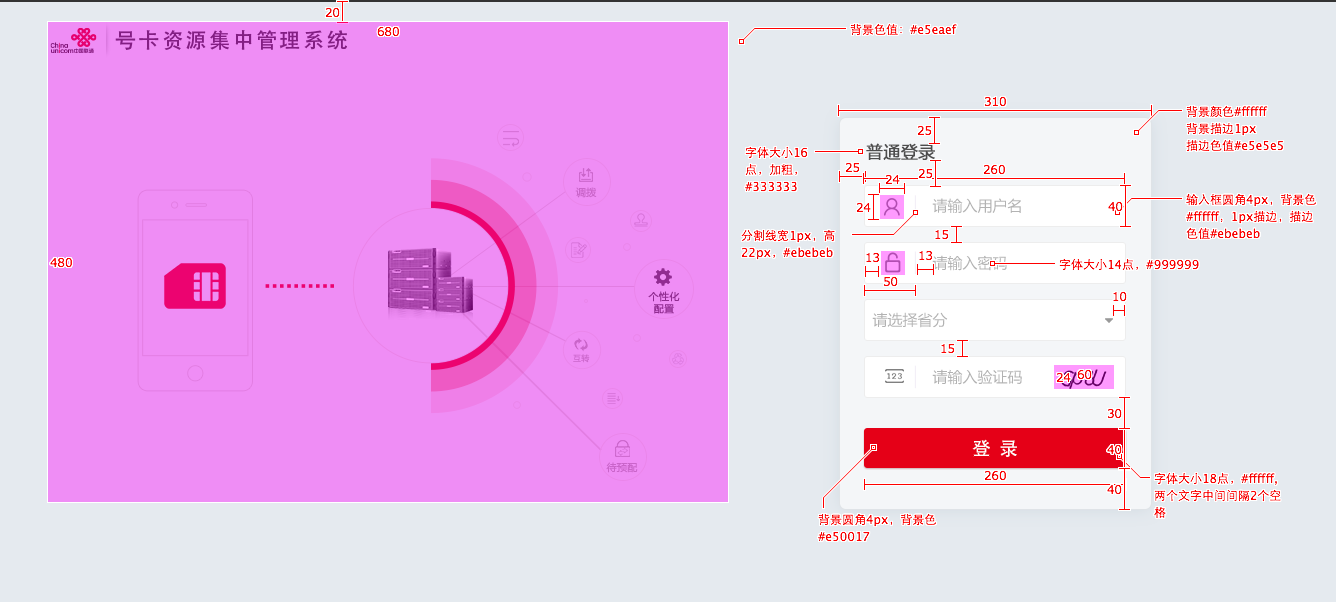 20
680
China
unicom中国联通
号卡资源集中管理系统
480
调拨
个性化
配置
互转
待预配
背景色值：#e5eaef
310
背景颜色#ffffff
背景描边1px
描边色值#e5e5e5
25
字体大小16
点，加粗，
#333333
普通登录
25
25
260
24
24
请输入用户名
40
输入框圆角4px，背景色
#ffffff，1px描边，描边
色值#ebebeb
分割线宽1px，高
22px，#ebebeb
15
13
13
请输入密码
字体大小14点，#999999
50
10
请选择省分
15
123
请输入验证码
24
60
30
登 录
40
260
40
字体大小18点，#ffffff,
两个文字中间间隔2个空
格
背景圆角4px，背景色
#e50017